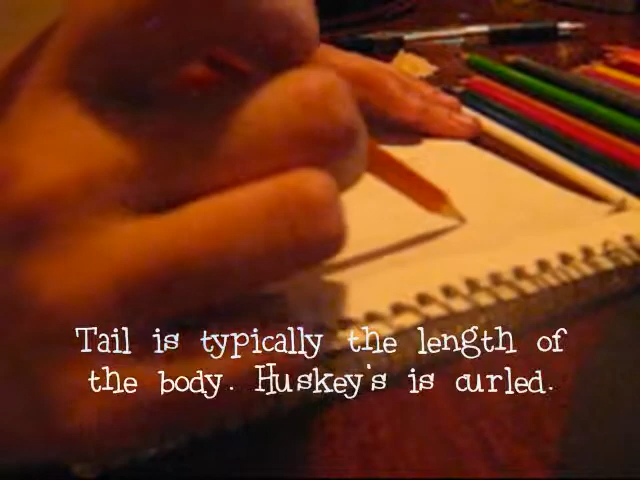 Tail is typically the length of
the body. Huskey's is curled.